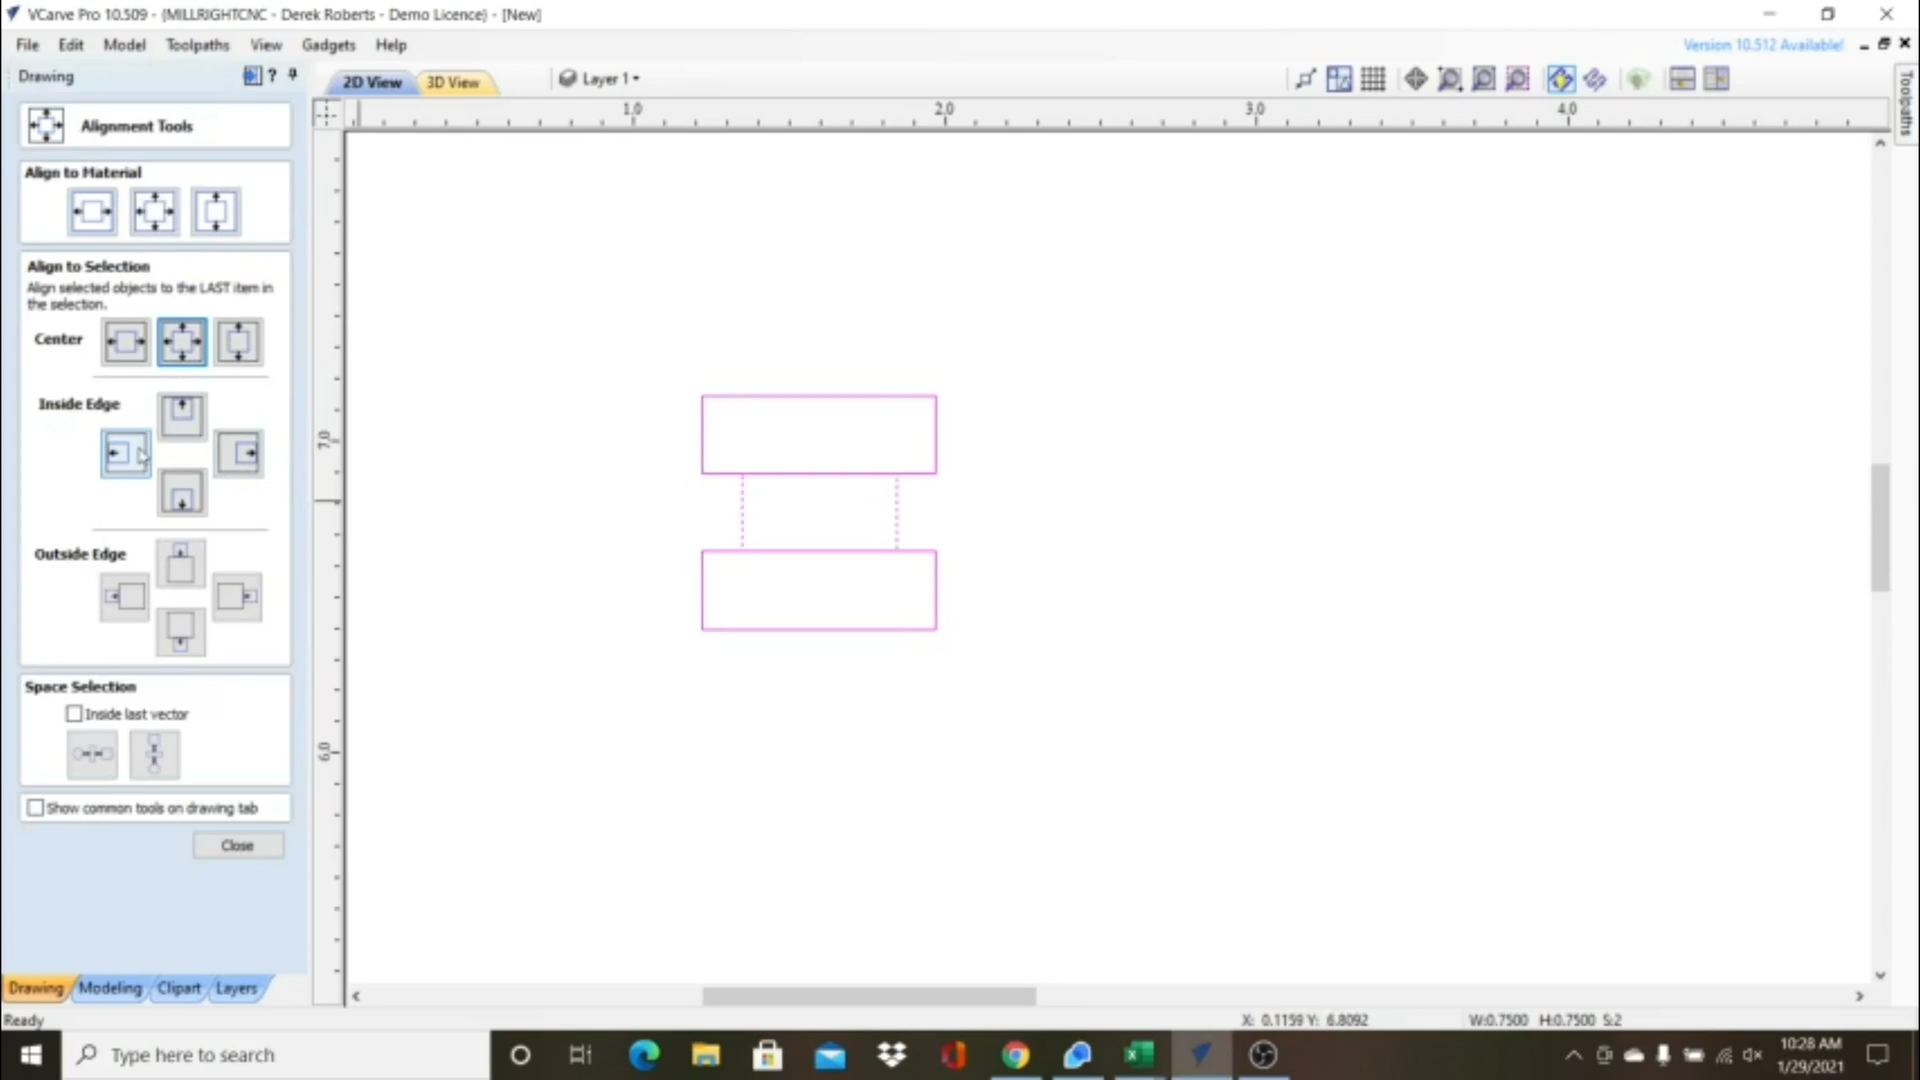 VCarve Pro 10.509 - {MILLRIGHTCNC - Derek Roberts - Demo Licence} - [New]
File Edit Model Toolpaths View Gadgets Help
Version 10.512 Available!
Drawing
?
2D View
3D View
Layer 1
Toolpaths
1.0 2.0 3.0 4.0
Alignment Tools
Align to Material
Align to Selection
Align selected objects to the LAST item in
the selection.
Center
Inside Edge
7.0
Outside Edge
Space Selection
Inside last vector
6.0
Show common tools on drawing tab
Close
Drawing Modeling Clipart Layers
Ready
X: 0.1159 Y: 6.8092
W:0.7500 H:0.7500 S:2
Type here to search
10:28 AM
1/29/2021